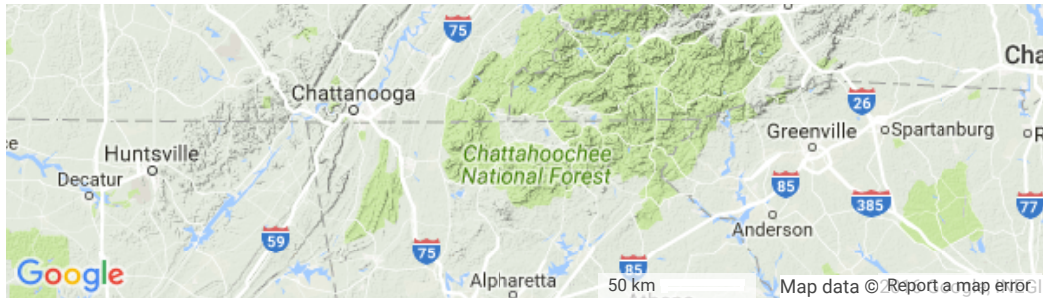 75
Cha
Chattanooga
26
Greenville
Spartanburg
R
e
Huntsville
Chattahoochee
National Forest
Decatur
85
385
77
Anderson
59
75
85
Alpharetta
Google
50 km
Map data ©
Report a map error